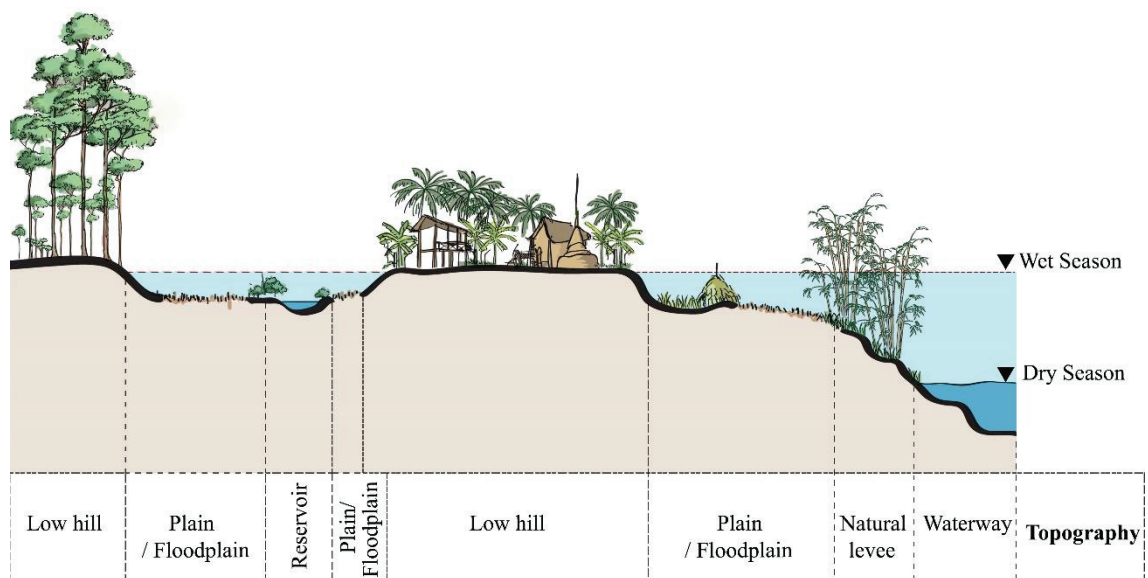 Wet Season
Dry Season
Low hill
Plain
/ Floodplain
Reservoir
Plain/
Floodplain
Low hill
Plain
/ Floodplain
Natural
levee
Waterway
Topography